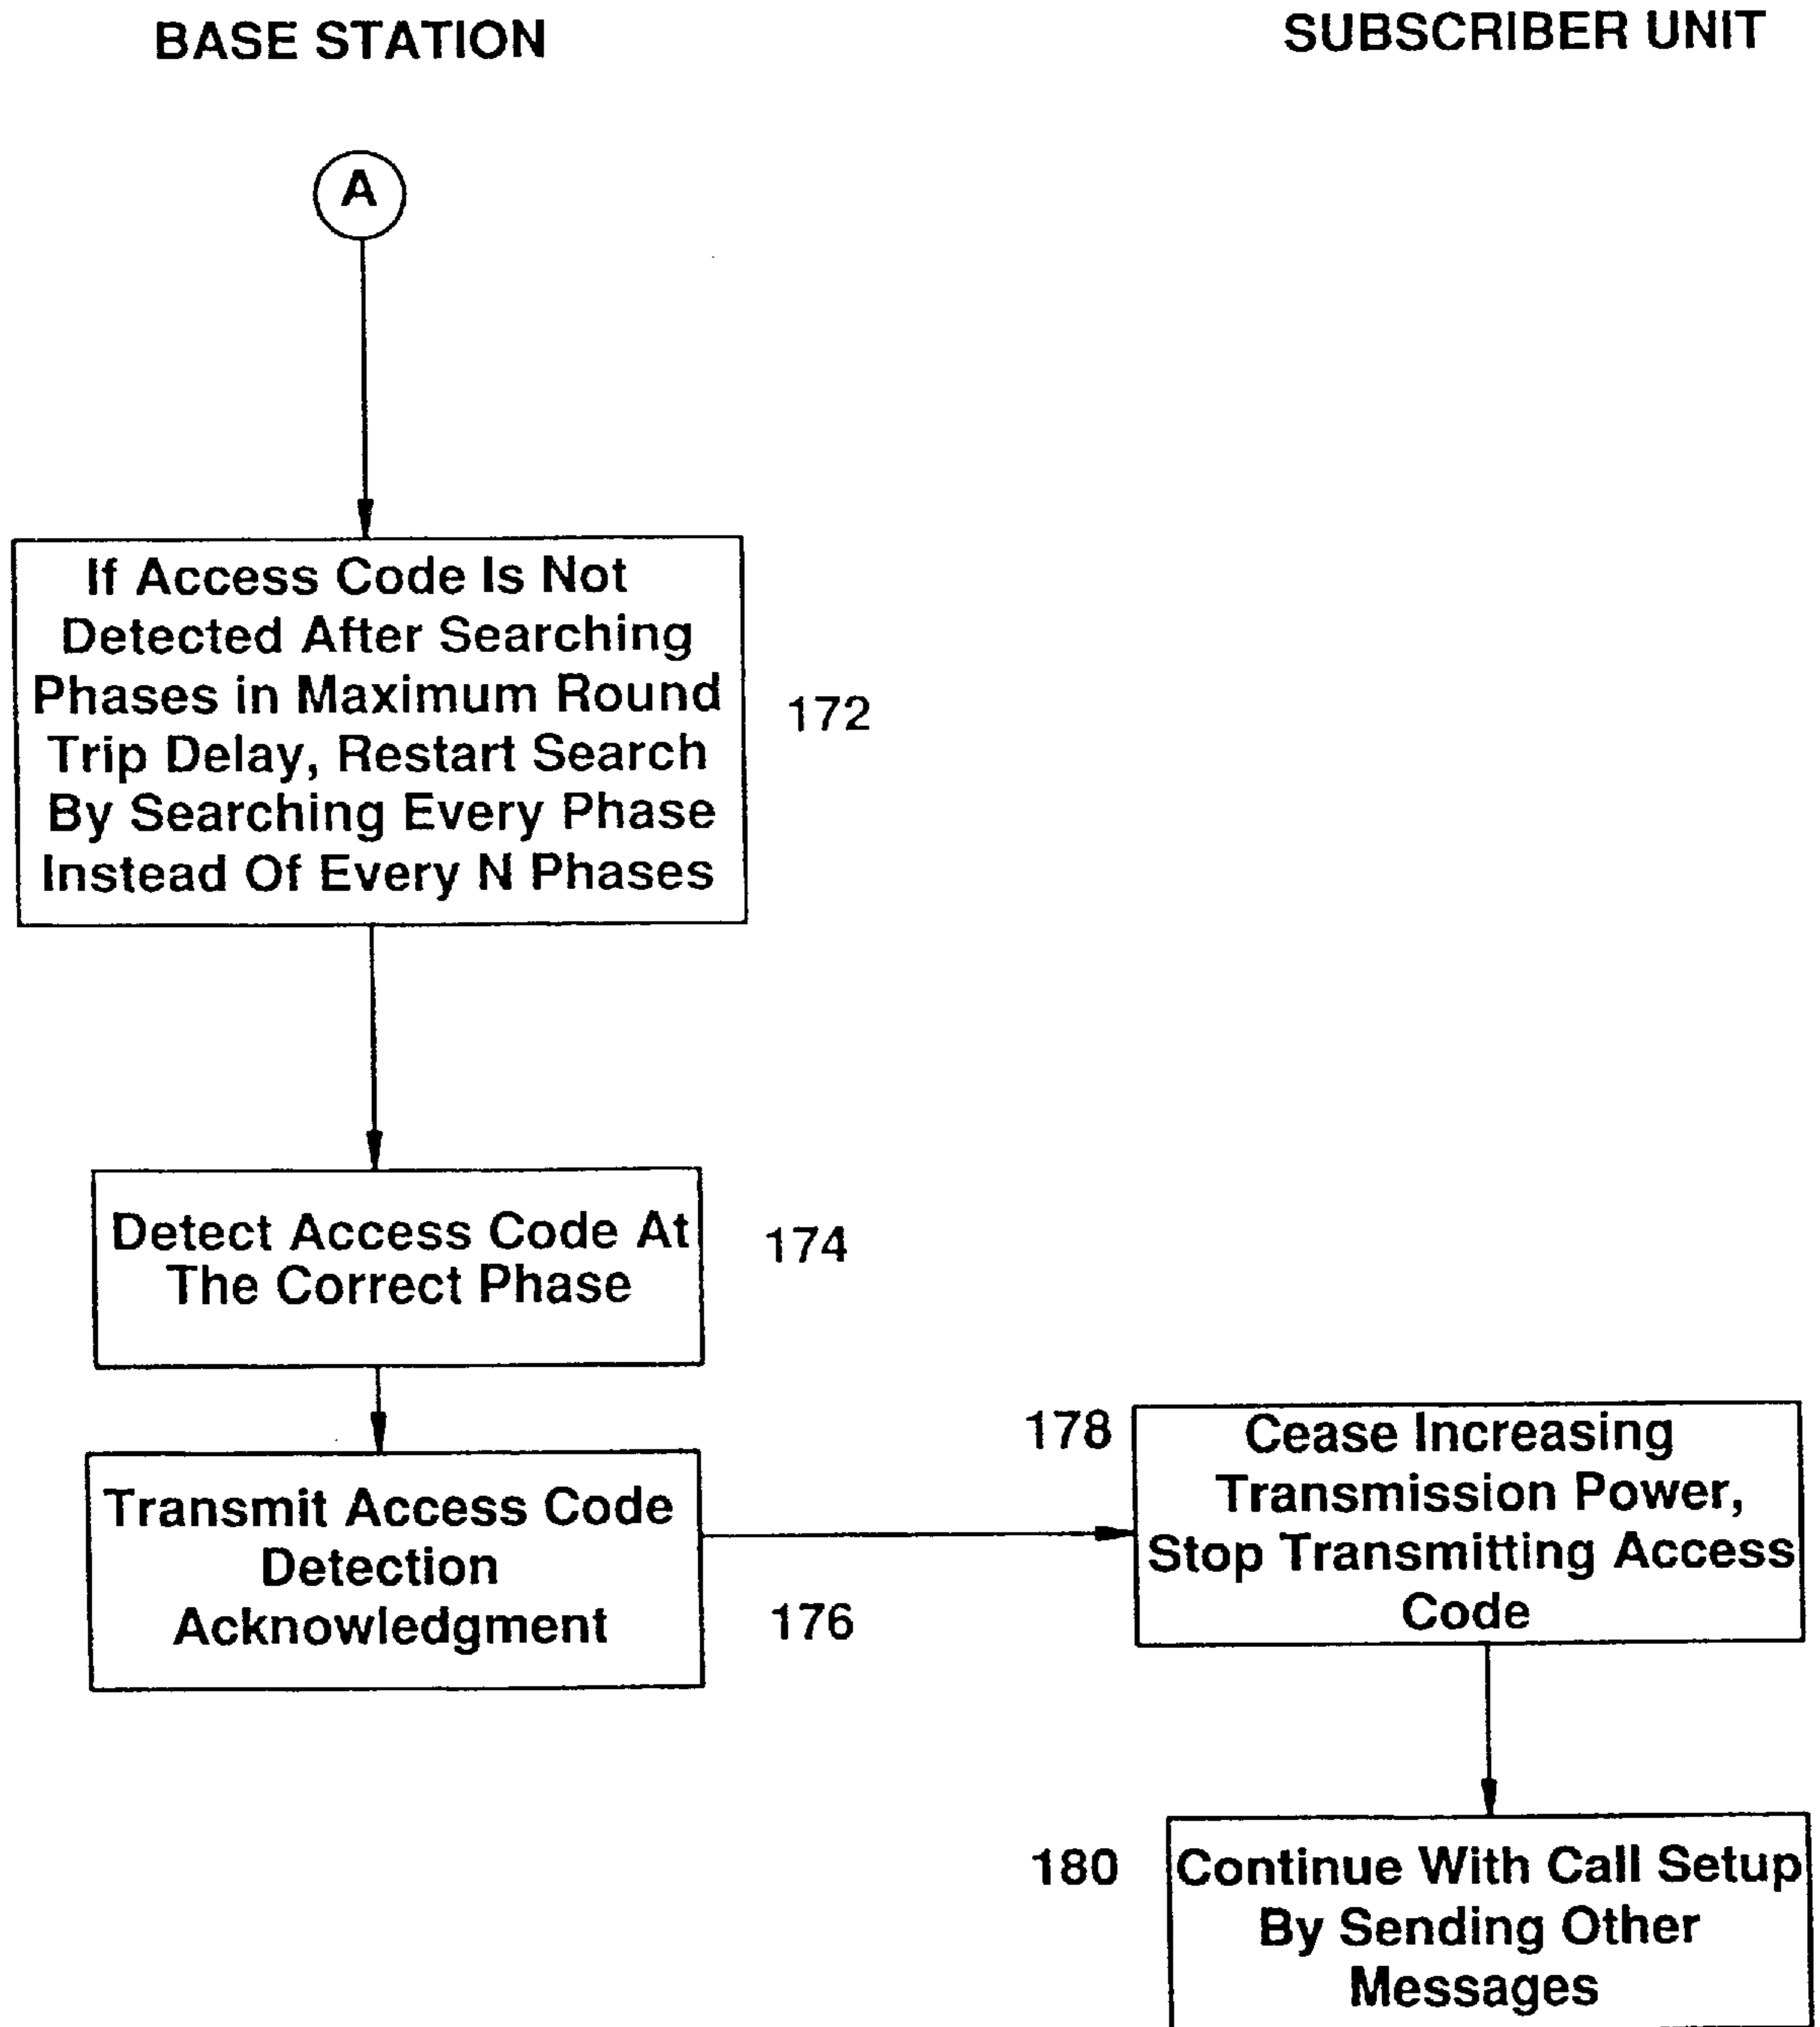 BASE STATION
SUBSCRIBER UNIT
A
If Access Code Is Not
Detected After Searching
Phases in Maximum Round
Trip Delay, Restart Search
By Searching Every Phase
Instead Of Every N Phases
172
Detect Access Code At
The Correct Phase
174
Transmit Access Code
Detection
Acknowledgment
176
178
Cease Increasing
Transmission Power,
Stop Transmitting Access
Code
180
Continue With Call Setup
By Sending Other
Messages